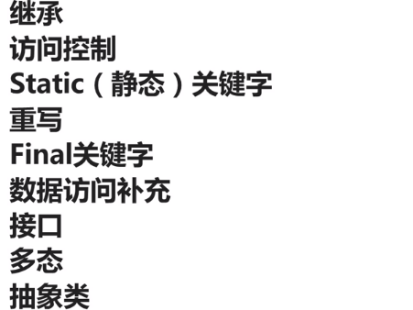 继承
访问控制
Static（静态）关键字
重写
Final关键字
数据访问补充
接口
多态
抽象类